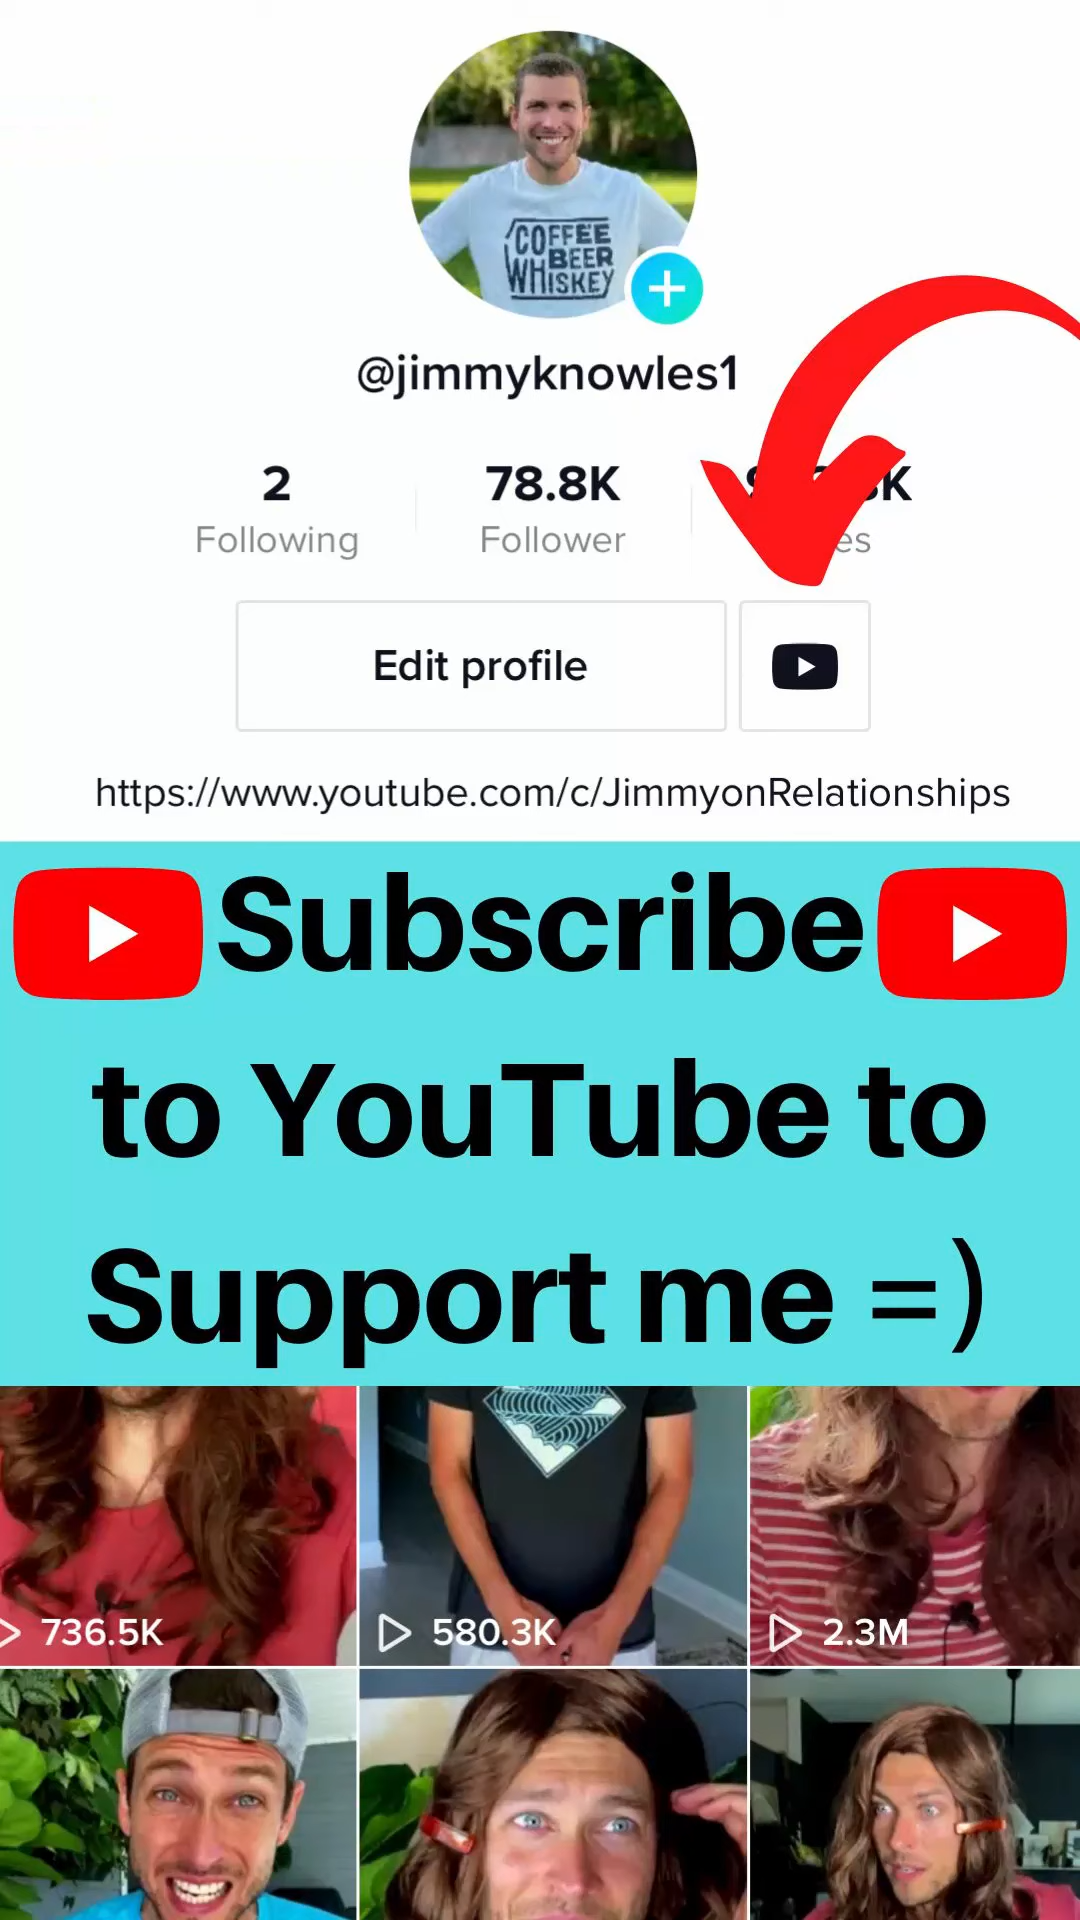 COFFEE
BEER
WHISKEY
@jimmyknowles1
2 78.8K
Following Follower
Edit profile
https://www.youtube.com/c/JimmyonRelationships
Subscribe
to YouTube to
Support me =)
736.5K 580.3K 2.3M